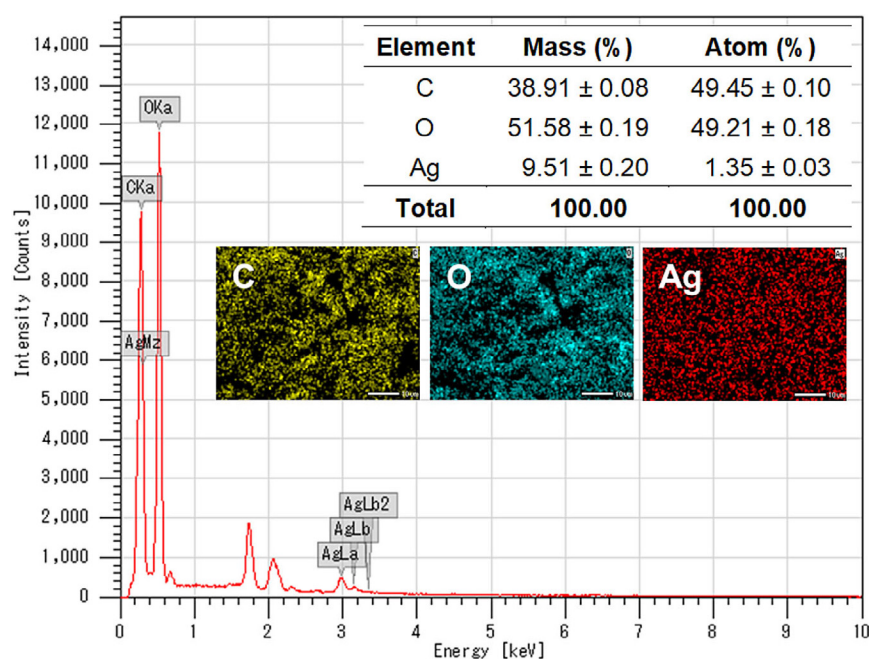 Intensity [Counts]
14,000
13,000
12,000
11,000
10,000
9,000
8,000
7,000
6,000
5,000
4,000
3,000
2,000
1,000
0
OKa
CKa
AgMz
AgLb2
AgLb
AgLa
Element Mass (%) Atom (%)
C 38.91 ± 0.08 49.45 ± 0.10
O 51.58 ± 0.19 49.21 ± 0.18
Ag 9.51 ± 0.20 1.35 ± 0.03
Total 100.00 100.00
C
O
Ag
Ag
10μm
10μm
10μm
0 1 2 3 4 5 6 7 8 9 10
Energy [keV]